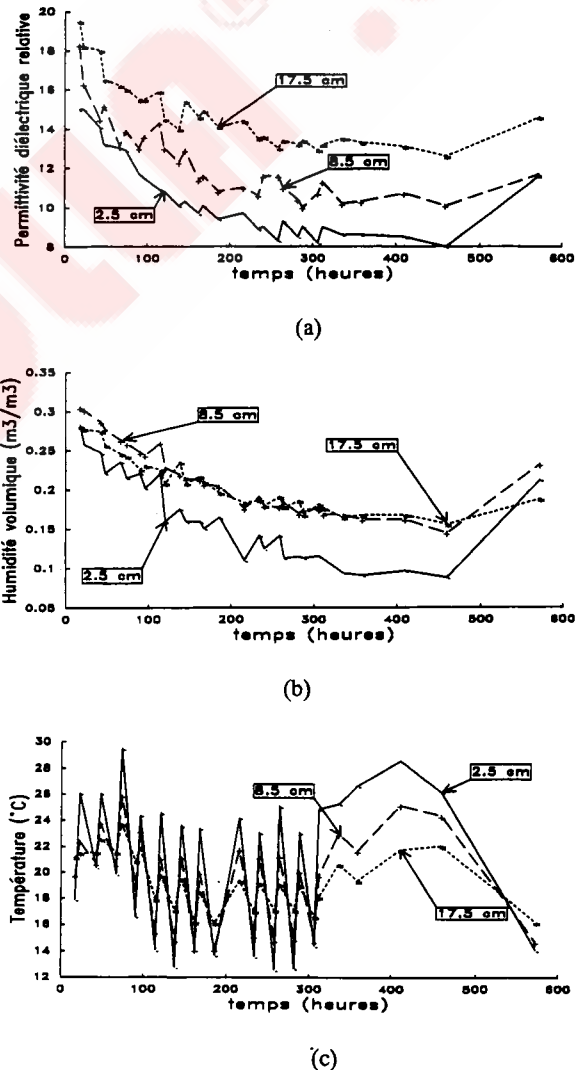 Permittivité diélectrique relative
20
18
16
14
12
10
8
17.5 cm
8.5 cm
2.5 cm
0 100 200 300 400 500 600
temps (heures)
(a)
Humidité volumique (m3/m3)
0.35
0.3
0.25
0.2
0.15
0.1
0.05
8.5 cm
17.5 cm
2.5 cm
0 100 200 300 400 500 600
temps (heures)
(b)
Température (°C)
30
28
26
24
22
20
18
16
14
12
8.5 cm
2.5 cm
17.5 cm
0 100 200 300 400 500 600
temps (heures)
(c)